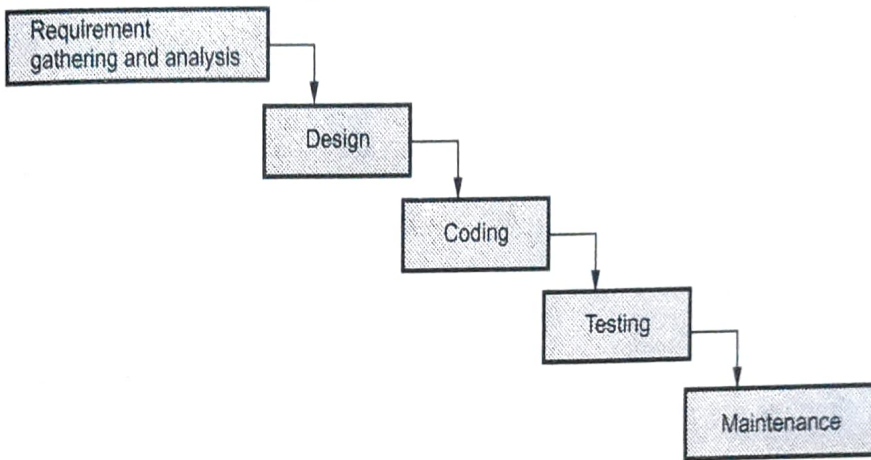 Requirement
gathering and analysis
Design
Coding
Testing
Maintenance